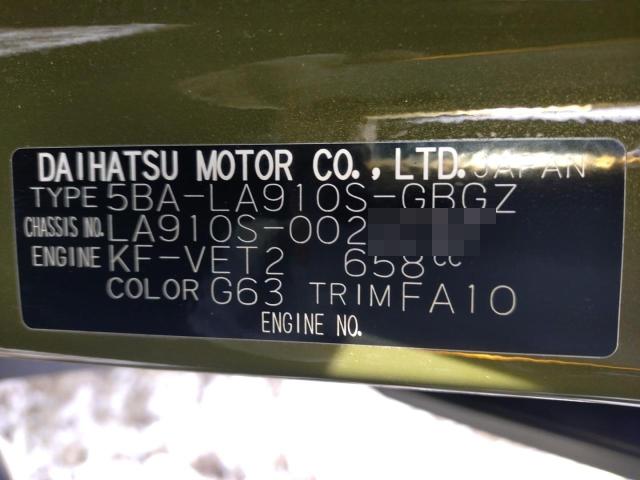 DAIHATSU MOTOR CO.,LTD. JAPAN
TYPE 5BA-LA910S-GBGZ
CHASSIS NO. LA910S-002
ENGINE KF-VET2 658cc
COLOR G63 TRIM FA10
ENGINE NO.